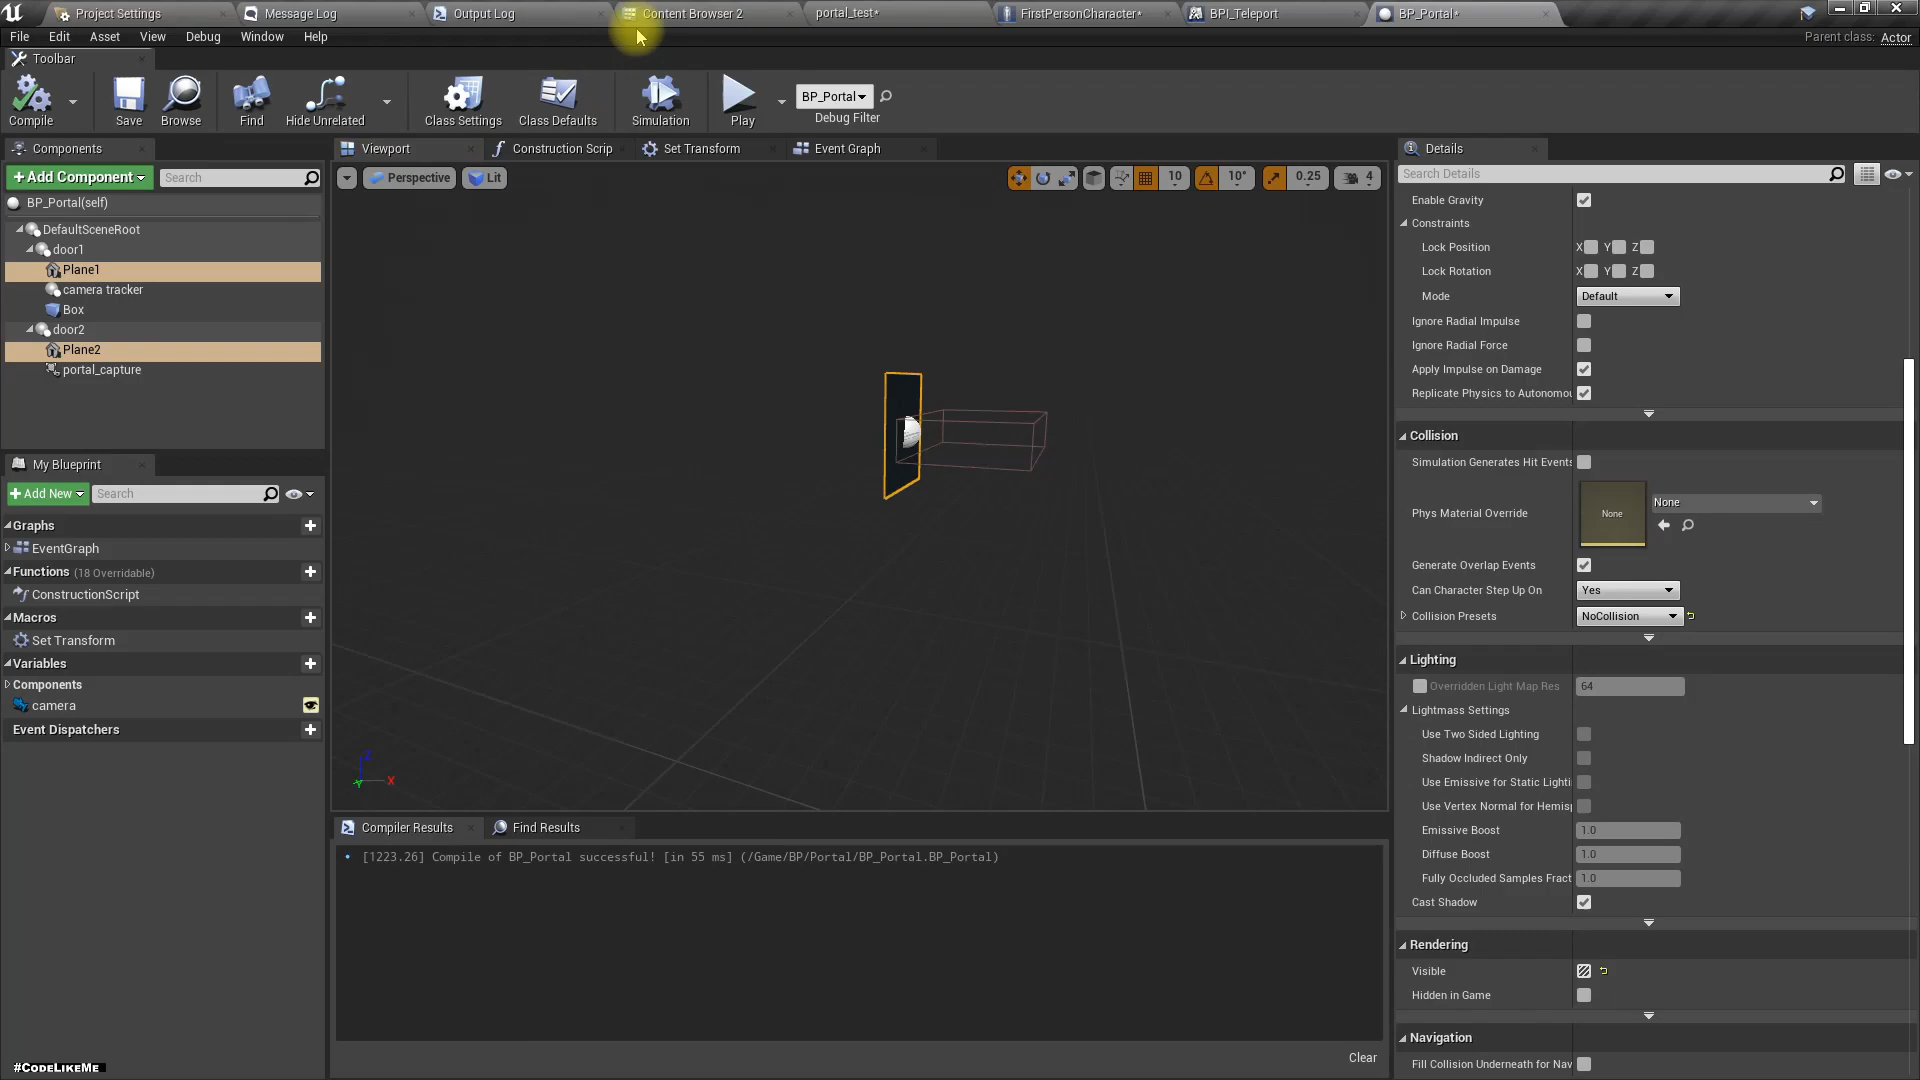 Project Settings
Message Log
Output Log
Content Browser 2
portal_test*
FirstPersonCharacter*
BPI_Teleport
BP_Portal*
File Edit Asset View Debug Window Help
Parent class: Actor
Toolbar
Compile
Save
Browse
Find
Hide Unrelated
Class Settings
Class Defaults
Simulation
Play
BP_Portal
Debug Filter
Components
+Add Component
Search
BP_Portal(self)
DefaultSceneRoot
door1
Plane1
camera tracker
Box
door2
Plane2
portal_capture
My Blueprint
+Add New
Search
Graphs
EventGraph
Functions (18 Overridable)
ConstructionScript
Macros
Set Transform
Variables
Components
camera
Event Dispatchers
#CodeLikeMe
Viewport
Construction Scrip
Set Transform
Event Graph
Perspective
Lit
10
10°
0.25
4
Z
X
Y
Compiler Results
Find Results
[1223.26] Compile of BP_Portal successful! [in 55 ms] (/Game/BP/Portal/BP_Portal.BP_Portal)
Clear
Details
Search Details
Enable Gravity
Constraints
Lock Position X Y Z
Lock Rotation X Y Z
Mode Default
Ignore Radial Impulse
Ignore Radial Force
Apply Impulse on Damage
Replicate Physics to Autonomou
Collision
Simulation Generates Hit Events
Phys Material Override
None
None
Generate Overlap Events
Can Character Step Up On Yes
Collision Presets NoCollision
Lighting
Overridden Light Map Res 64
Lightmass Settings
Use Two Sided Lighting
Shadow Indirect Only
Use Emissive for Static Lighti
Use Vertex Normal for Hemisp
Emissive Boost 1.0
Diffuse Boost 1.0
Fully Occluded Samples Fract 1.0
Cast Shadow
Rendering
Visible
Hidden in Game
Navigation
Fill Collision Underneath for Nav